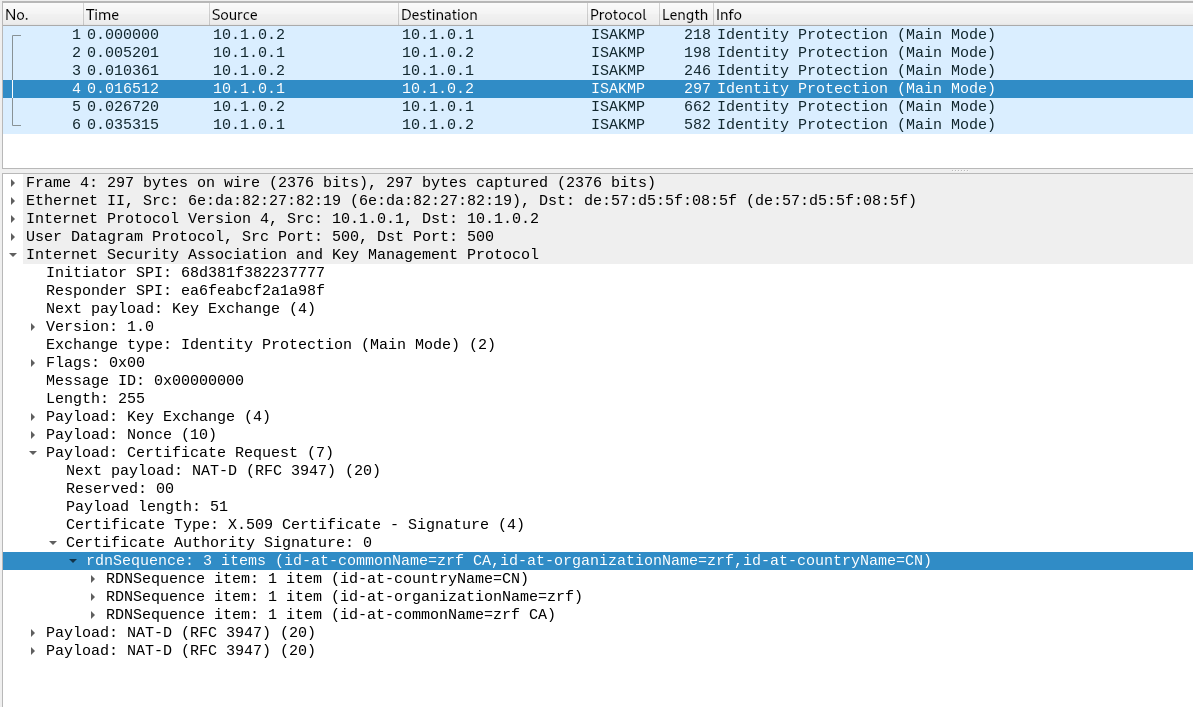 No. Time Source Destination Protocol Length Info
1 0.000000 10.1.0.2 10.1.0.1 ISAKMP 218 Identity Protection (Main Mode)
2 0.005201 10.1.0.1 10.1.0.2 ISAKMP 198 Identity Protection (Main Mode)
3 0.010361 10.1.0.2 10.1.0.1 ISAKMP 246 Identity Protection (Main Mode)
4 0.016512 10.1.0.1 10.1.0.2 ISAKMP 297 Identity Protection (Main Mode)
5 0.026720 10.1.0.2 10.1.0.1 ISAKMP 662 Identity Protection (Main Mode)
6 0.035315 10.1.0.1 10.1.0.2 ISAKMP 582 Identity Protection (Main Mode)
Frame 4: 297 bytes on wire (2376 bits), 297 bytes captured (2376 bits)
Ethernet II, Src: 6e:da:82:27:82:19 (6e:da:82:27:82:19), Dst: de:57:d5:5f:08:5f (de:57:d5:5f:08:5f)
Internet Protocol Version 4, Src: 10.1.0.1, Dst: 10.1.0.2
User Datagram Protocol, Src Port: 500, Dst Port: 500
Internet Security Association and Key Management Protocol
Initiator SPI: 68d381f382237777
Responder SPI: ea6feabcf2a1a98f
Next payload: Key Exchange (4)
Version: 1.0
Exchange type: Identity Protection (Main Mode) (2)
Flags: 0x00
Message ID: 0x00000000
Length: 255
Payload: Key Exchange (4)
Payload: Nonce (10)
Payload: Certificate Request (7)
Next payload: NAT-D (RFC 3947) (20)
Reserved: 00
Payload length: 51
Certificate Type: X.509 Certificate - Signature (4)
Certificate Authority Signature: 0
rdnSequence: 3 items (id-at-commonName=zrf CA,id-at-organizationName=zrf,id-at-countryName=CN)
RDNSequence item: 1 item (id-at-countryName=CN)
RDNSequence item: 1 item (id-at-organizationName=zrf)
RDNSequence item: 1 item (id-at-commonName=zrf CA)
Payload: NAT-D (RFC 3947) (20)
Payload: NAT-D (RFC 3947) (20)